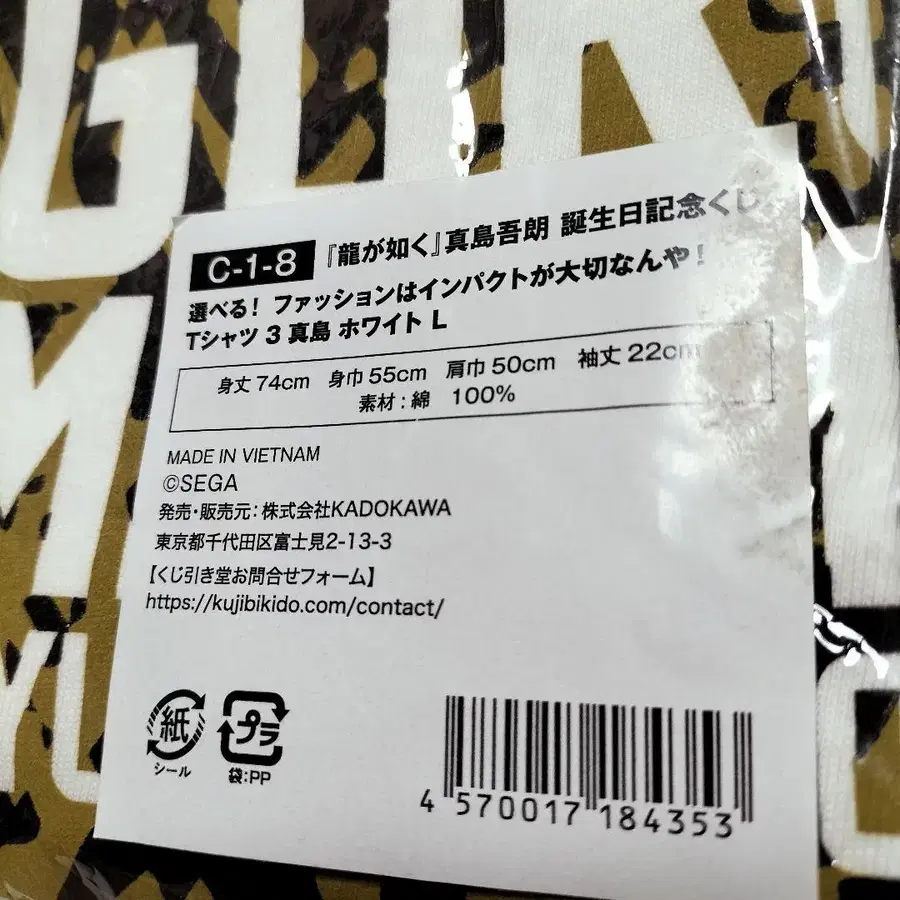 C-1-8 『龍が如く』真島吾朗 誕生日記念くじ
選べる! ファッションはインパクトが大切なんや!
Tシャツ 3 真島 ホワイト L
身丈 74cm 身巾 55cm 肩巾 50cm 袖丈 22cm
素材:綿 100%
MADE IN VIETNAM
©SEGA
発売・販売元:株式会社KADOKAWA
東京都千代田区富士見2-13-3
【くじ引き堂お問合せフォーム】
https://kujibikido.com/contact/
紙
シール
プラ
袋:PP
4 570017 184353